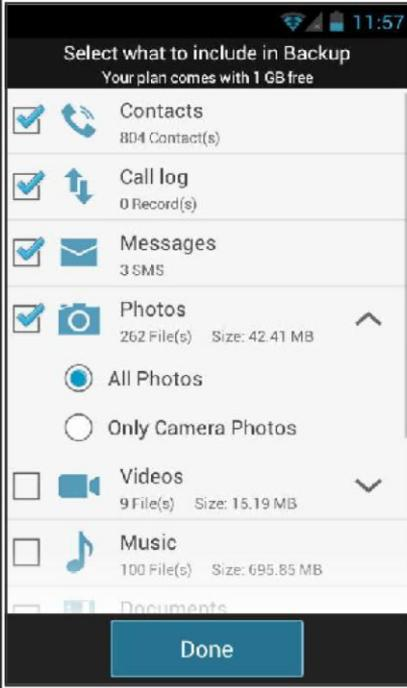 11:57
Select what to include in Backup
Your plan comes with 1 GB free
Contacts
804 Contact(s)
Call log
0 Record(s)
Messages
3 SMS
Photos
262 File(s) Size: 42.41 MB
All Photos
Only Camera Photos
Videos
9 File(s) Size: 15.19 MB
Music
100 File(s) Size: 695.85 MB
Documents
Done